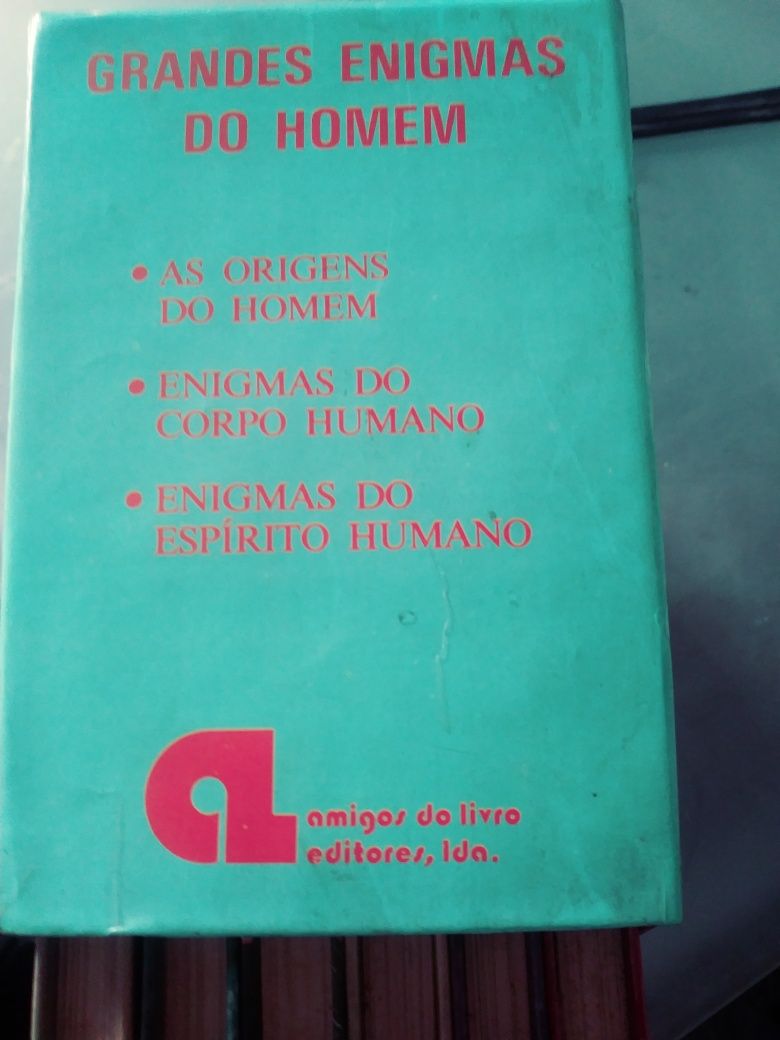 GRANDES ENIGMAS
DO HOMEM
• AS ORIGENS
DO HOMEM
• ENIGMAS DO
CORPO HUMANO
• ENIGMAS DO
ESPÍRITO HUMANO
aL
amigos do livro
editores, lda.